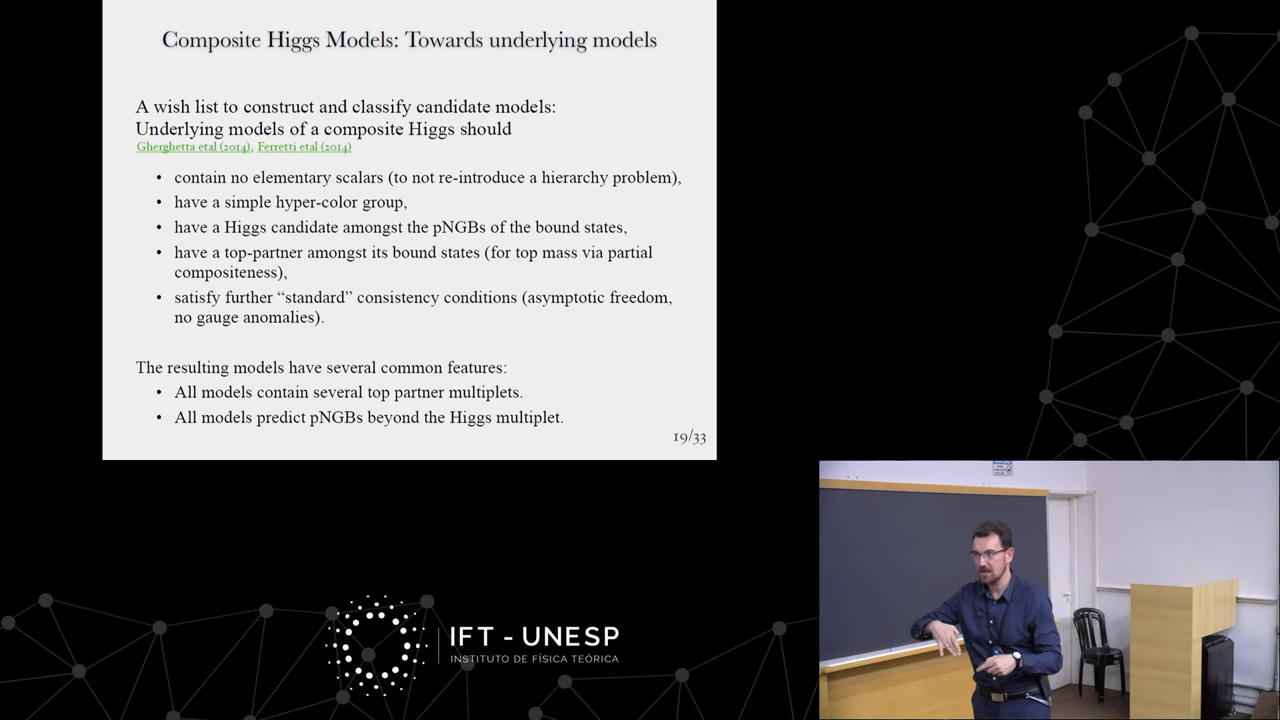 Composite Higgs Models: Towards underlying models
A wish list to construct and classify candidate models:
Underlying models of a composite Higgs should
Gherghetta etal (2014), Ferretti etal (2014)
• contain no elementary scalars (to not re-introduce a hierarchy problem),
• have a simple hyper-color group,
• have a Higgs candidate amongst the pNGBs of the bound states,
• have a top-partner amongst its bound states (for top mass via partial
compositeness),
• satisfy further “standard” consistency conditions (asymptotic freedom,
no gauge anomalies).
The resulting models have several common features:
• All models contain several top partner multiplets.
• All models predict pNGBs beyond the Higgs multiplet.
19/33
IFT - UNESP
INSTITUTO DE FÍSICA TEÓRICA